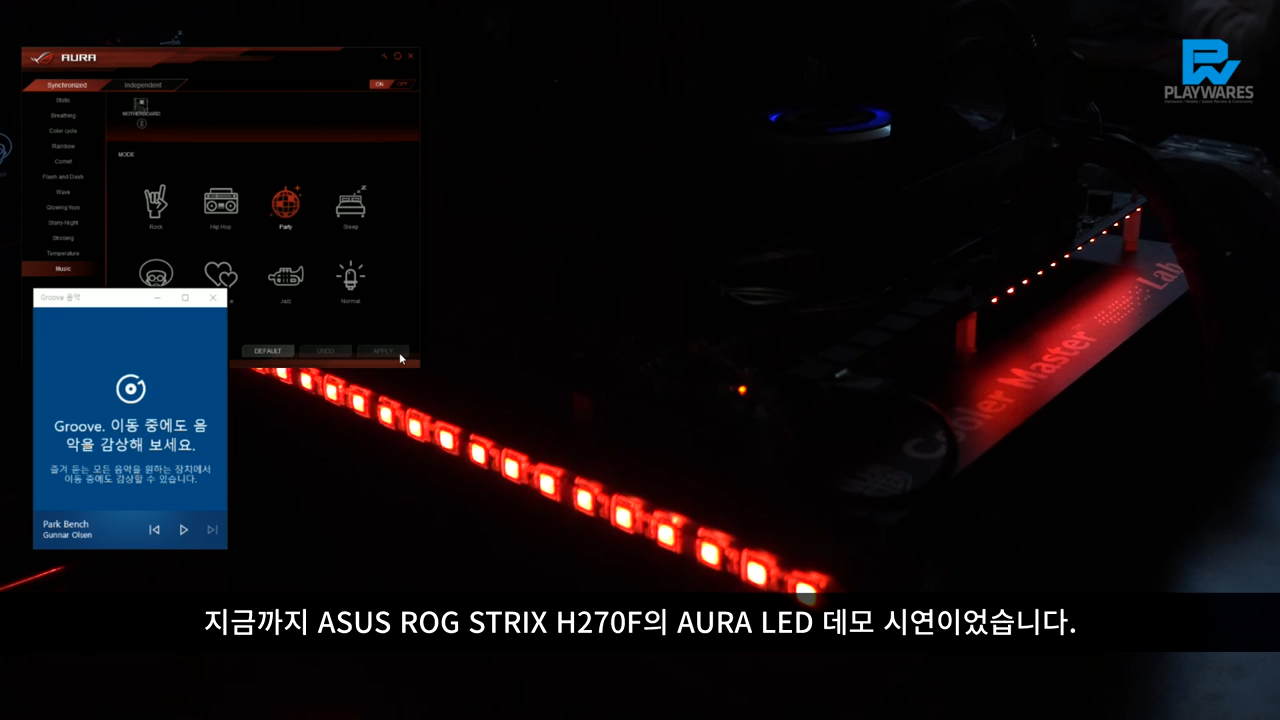 AURA
Synchronized
Independent
ON
OFF
Static
Breathing
Color cycle
Rainbow
Comet
Flash and Dash
Wave
Glowing Yoyo
Starry-Night
Strobing
Temperature
Music
MOTHERBOARD
MODE
Rock
Hip Hop
Party
Sleep
Jazz
Normal
DEFAULT
UNDO
APPLY
Groove 음악
Groove. 이동 중에도 음
악을 감상해 보세요.
즐겨 듣는 모든 음악을 원하는 장치에서
이동 중에도 감상할 수 있습니다.
Park Bench
Gunnar Olsen
PLAYWARES
Cooler Master
Lab
지금까지 ASUS ROG STRIX H270F의 AURA LED 데모 시연이었습니다.